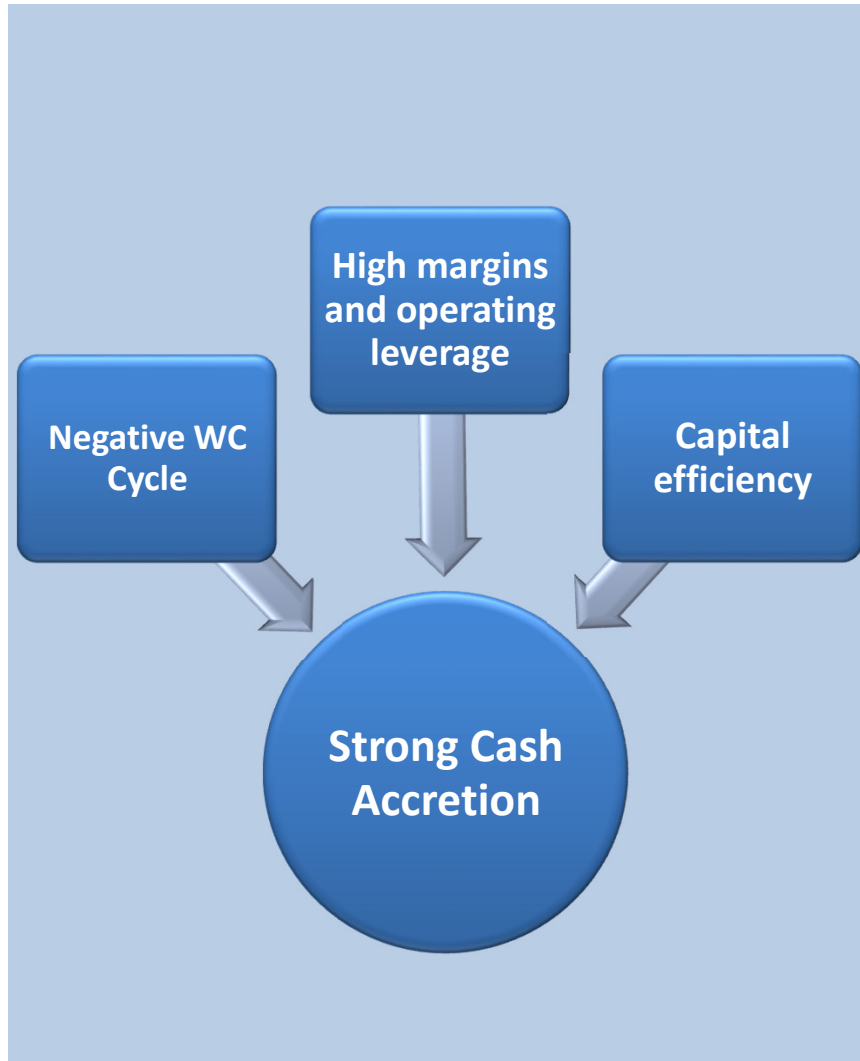 High margins
and operating
leverage
Negative WC
Cycle
Capital
efficiency
Strong Cash
Accretion